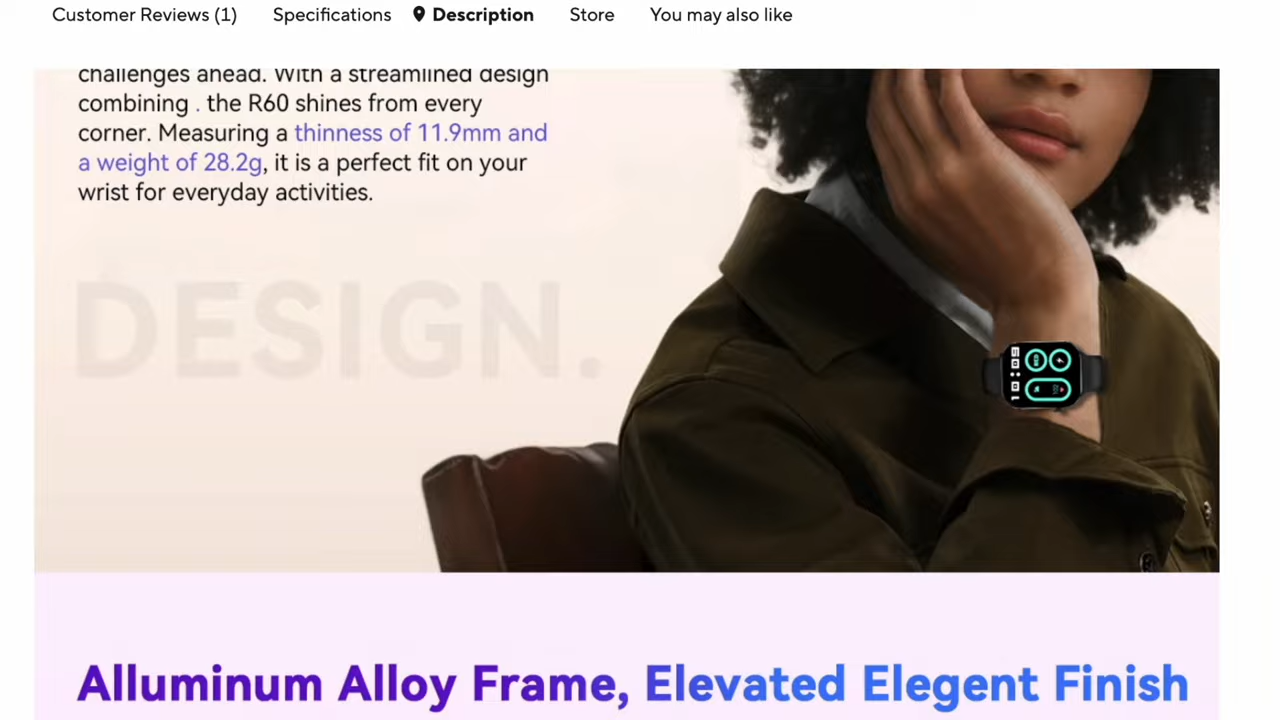 Customer Reviews (1) Specifications Description Store You may also like
challenges ahead. With a streamlined design
combining . the R60 shines from every
corner. Measuring a thinness of 11.9mm and
a weight of 28.2g, it is a perfect fit on your
wrist for everyday activities.
DESIGN.
Alluminum Alloy Frame, Elevated Elegent Finish